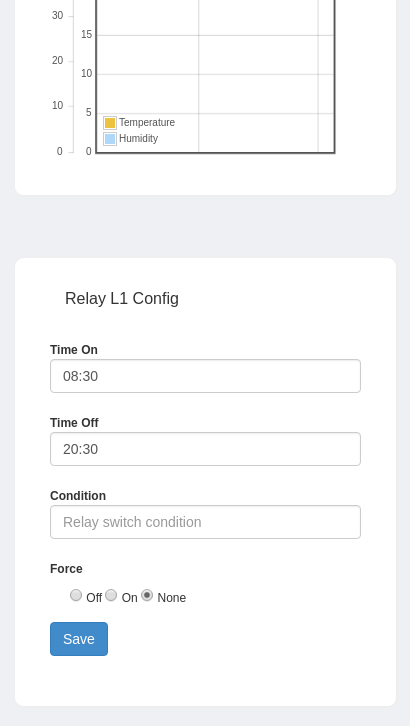 30
15
20
10
10
5
Temperature
Humidity
0
0
Relay L1 Config
Time On
08:30
Time Off
20:30
Condition
Relay switch condition
Force
Off On None
Save